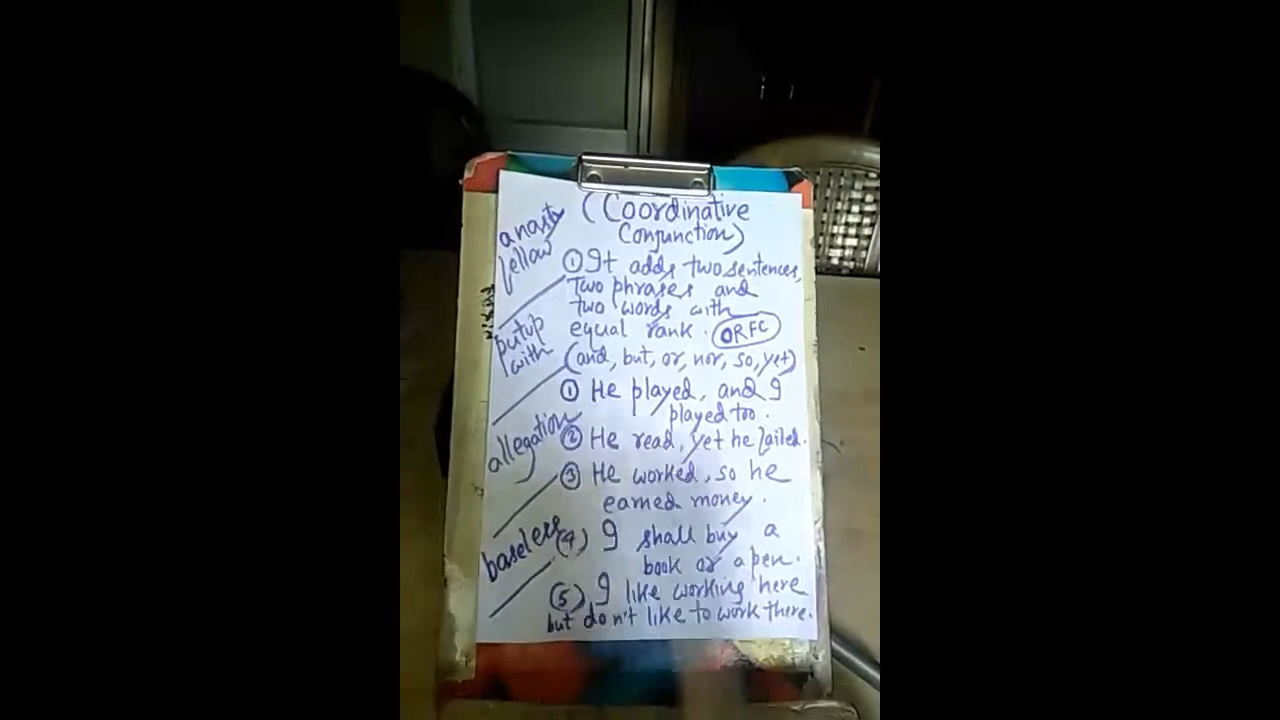 (Coordinative
Conjunction)
① It adds two sentences,
Two phrases and
two words with
equal rank. ORFC
(and, but, or, nor, so, yet)
① He played, and I
played too.
② He read, yet he failed.
③ He worked, so he
earned money.
(4) I shall buy a
book or a pen.
(5) I like working here
but don't like to work there.
a nasty
fellow
put up
with
allegation
baseless